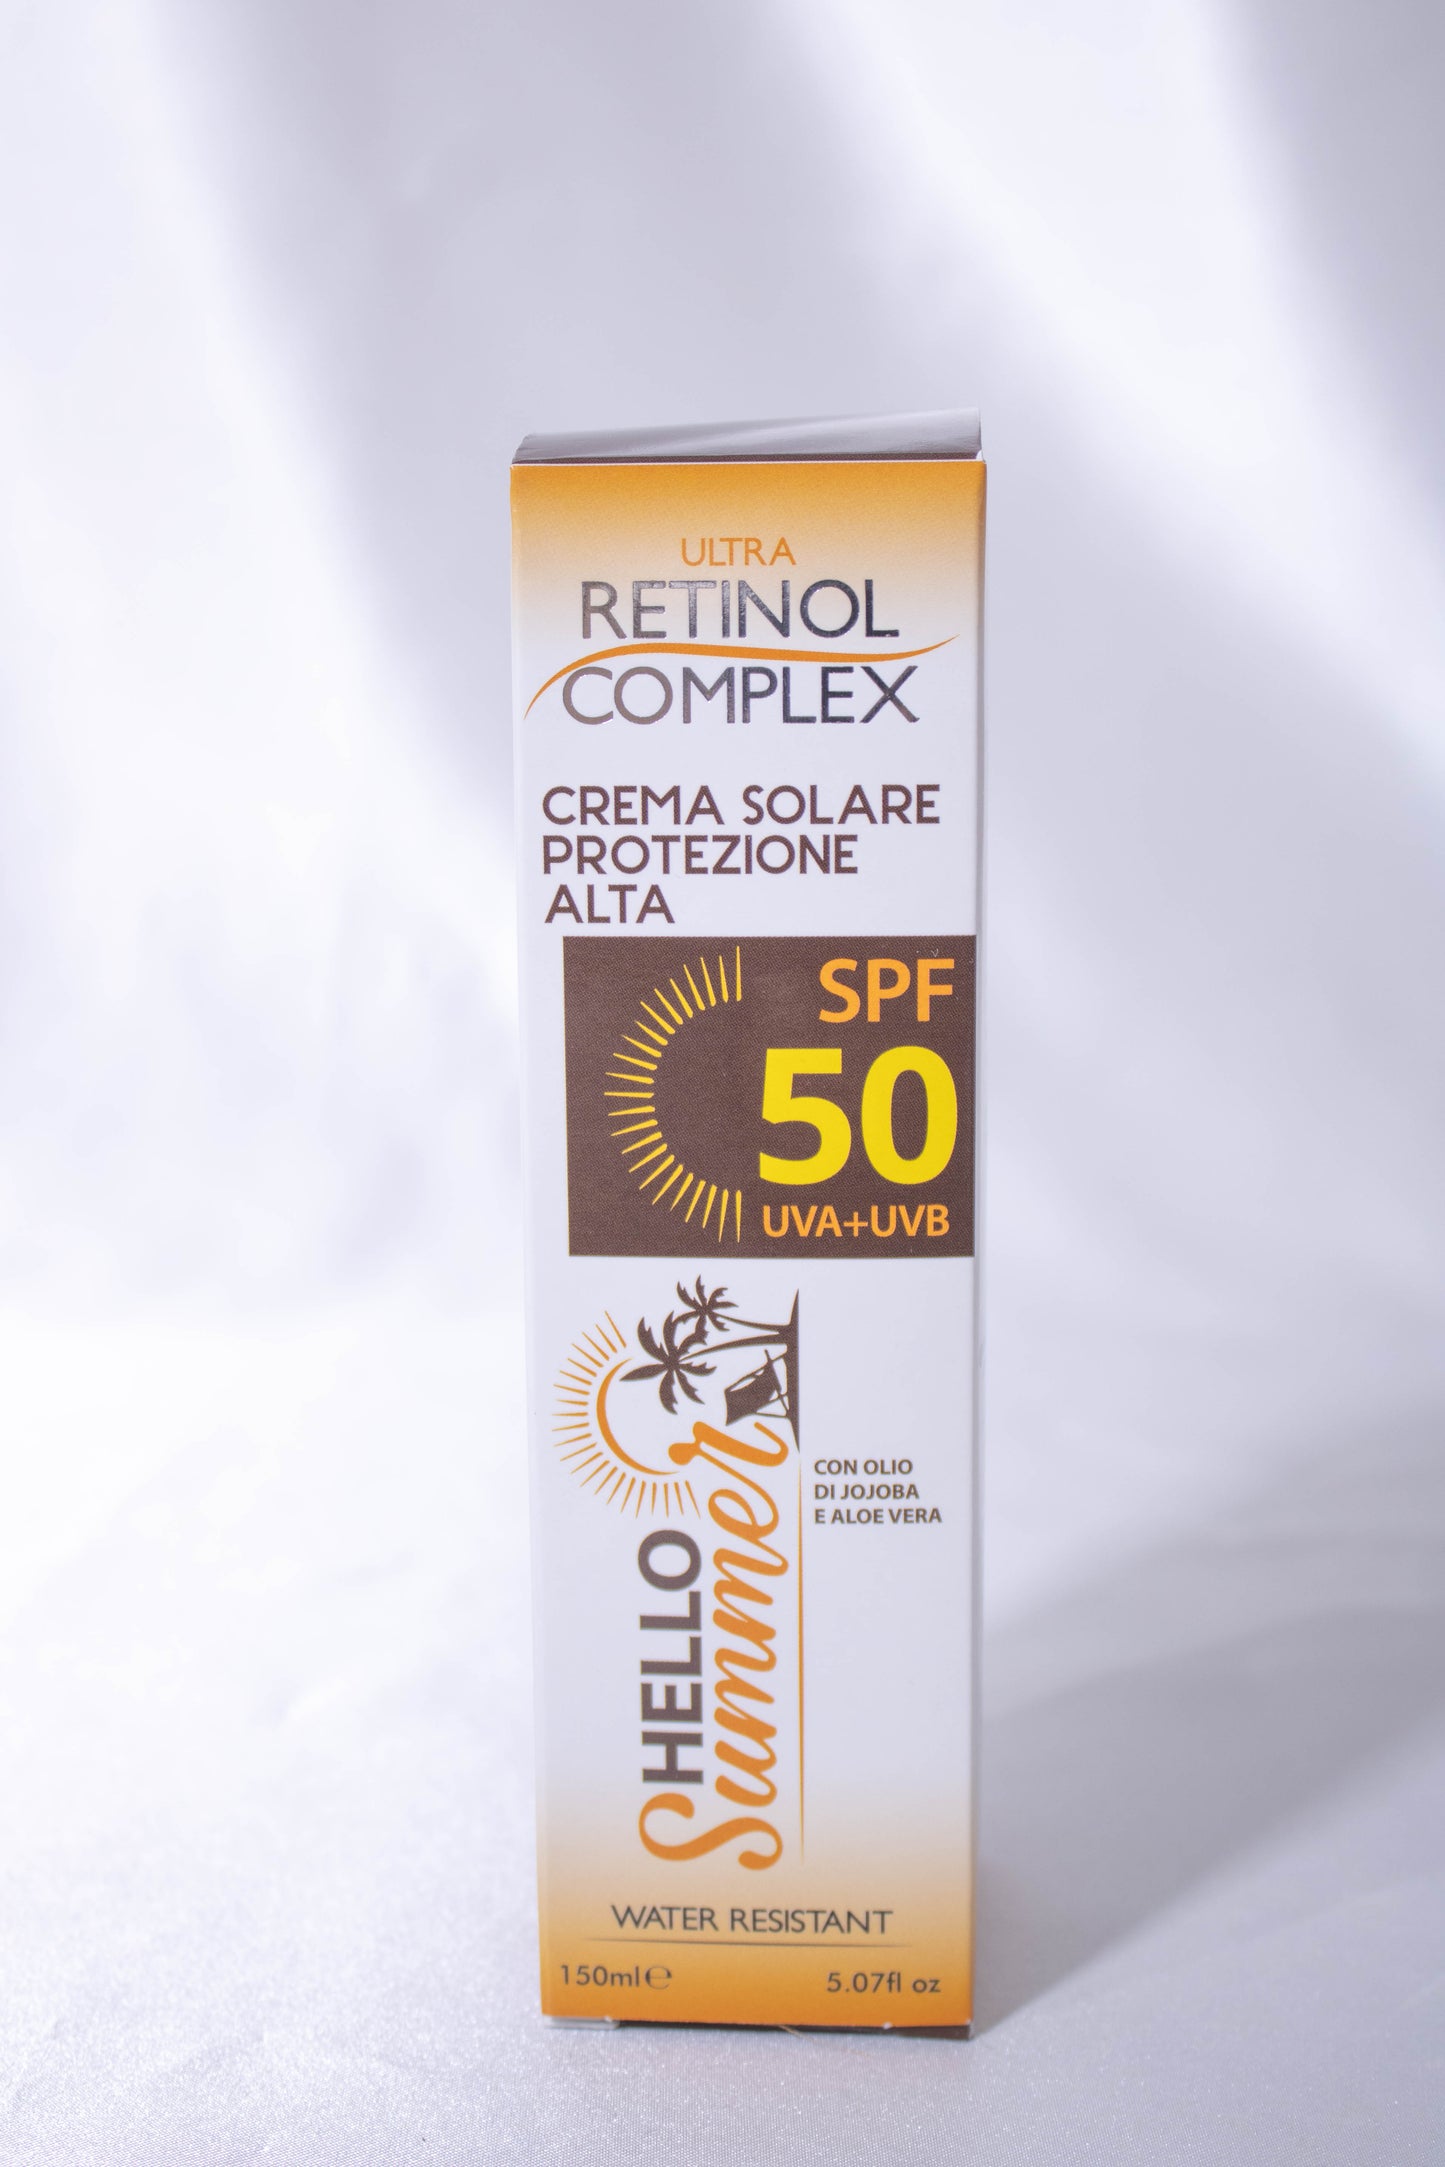 ULTRA
RETINOL
COMPLEX
CREMA SOLARE
PROTEZIONE
ALTA
SPF
50
UVA+UVB
HELLO
Summer
CON OLIO
DI JOJOBA
E ALOE VERA
WATER RESISTANT
150ml℮
5.07fl oz